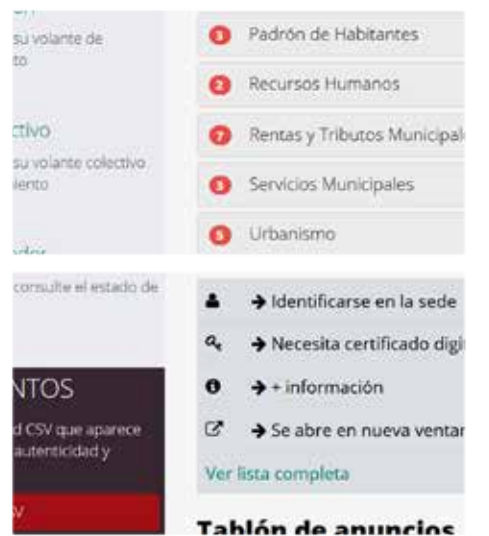 su volante de
to
ctivo
su volante colectivo
iento
3 Padrón de Habitantes
2 Recursos Humanos
7 Rentas y Tributos Municipal
3 Servicios Municipales
5 Urbanismo
consulte el estado de
NTOS
d CSV que aparece
autenticidad y
V
→ Identificarse en la sede
→ Necesita certificado digi
→ + información
→ Se abre en nueva ventan
Ver lista completa
Tablón de anuncios